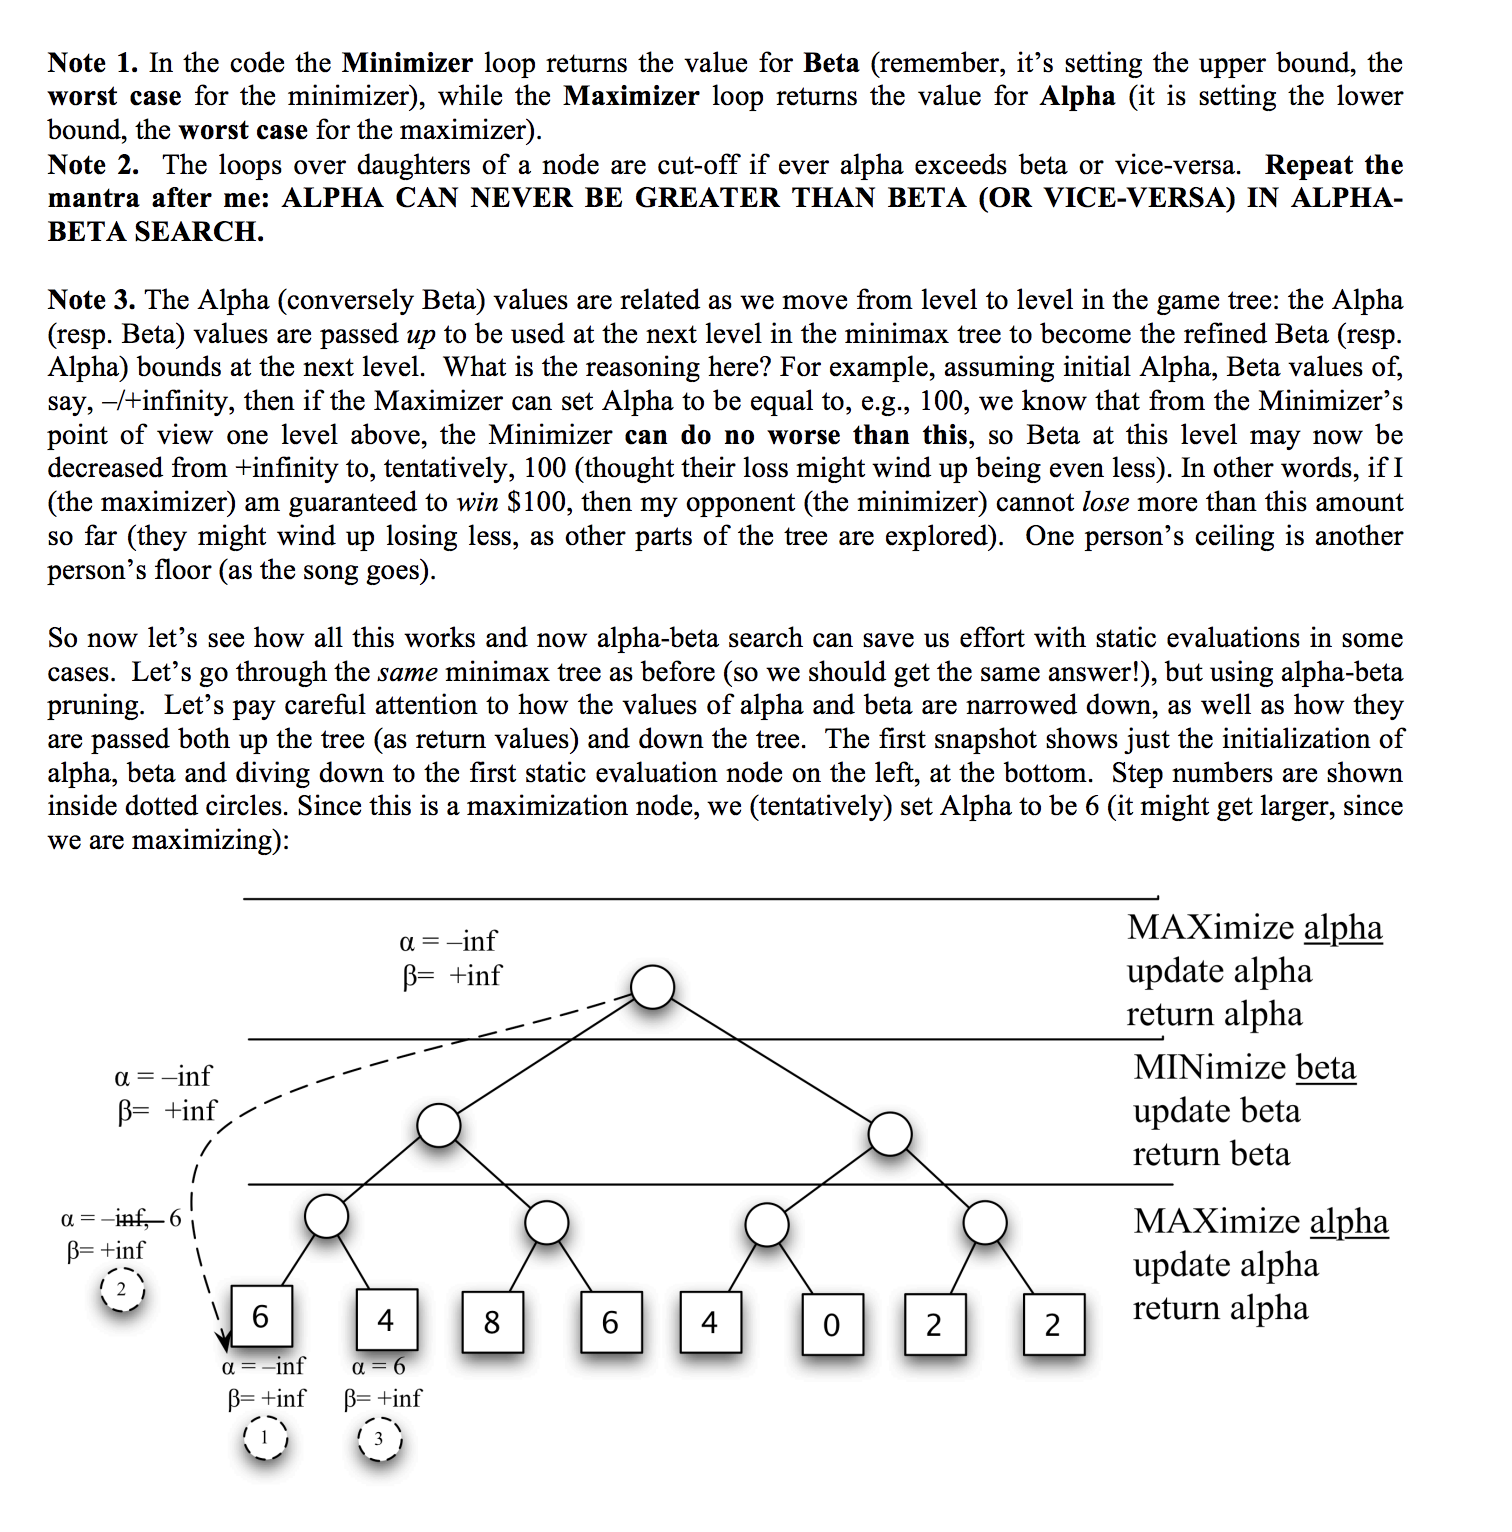 Note 1. In the code the Minimizer loop returns the value for Beta (remember, it's setting the upper bound, the
worst case for the minimizer), while the Maximizer loop returns the value for Alpha (it is setting the lower
bound, the worst case for the maximizer).
Note 2. The loops over daughters of a node are cut-off if ever alpha exceeds beta or vice-versa. Repeat the
mantra after me: ALPHA CAN NEVER BE GREATER THAN BETA (OR VICE-VERSA) IN ALPHA-
BETA SEARCH.
Note 3. The Alpha (conversely Beta) values are related as we move from level to level in the game tree: the Alpha
(resp. Beta) values are passed up to be used at the next level in the minimax tree to become the refined Beta (resp.
Alpha) bounds at the next level. What is the reasoning here? For example, assuming initial Alpha, Beta values of,
say, –/+infinity, then if the Maximizer can set Alpha to be equal to, e.g., 100, we know that from the Minimizer's
point of view one level above, the Minimizer can do no worse than this, so Beta at this level may now be
decreased from +infinity to, tentatively, 100 (thought their loss might wind up being even less). In other words, if I
(the maximizer) am guaranteed to win $100, then my opponent (the minimizer) cannot lose more than this amount
so far (they might wind up losing less, as other parts of the tree are explored). One person's ceiling is another
person's floor (as the song goes).
So now let's see how all this works and now alpha-beta search can save us effort with static evaluations in some
cases. Let's go through the same minimax tree as before (so we should get the same answer!), but using alpha-beta
pruning. Let's pay careful attention to how the values of alpha and beta are narrowed down, as well as how they
are passed both up the tree (as return values) and down the tree. The first snapshot shows just the initialization of
alpha, beta and diving down to the first static evaluation node on the left, at the bottom. Step numbers are shown
inside dotted circles. Since this is a maximization node, we (tentatively) set Alpha to be 6 (it might get larger, since
we are maximizing):
α = –inf
β= +inf
MAXimize alpha
update alpha
return alpha
α = –inf
β= +inf
MINimize beta
update beta
return beta
α = –inf, 6
β= +inf
2
MAXimize alpha
update alpha
return alpha
6 4 8 6 4 0 2 2
α = –inf α = 6
β= +inf β= +inf
1 3